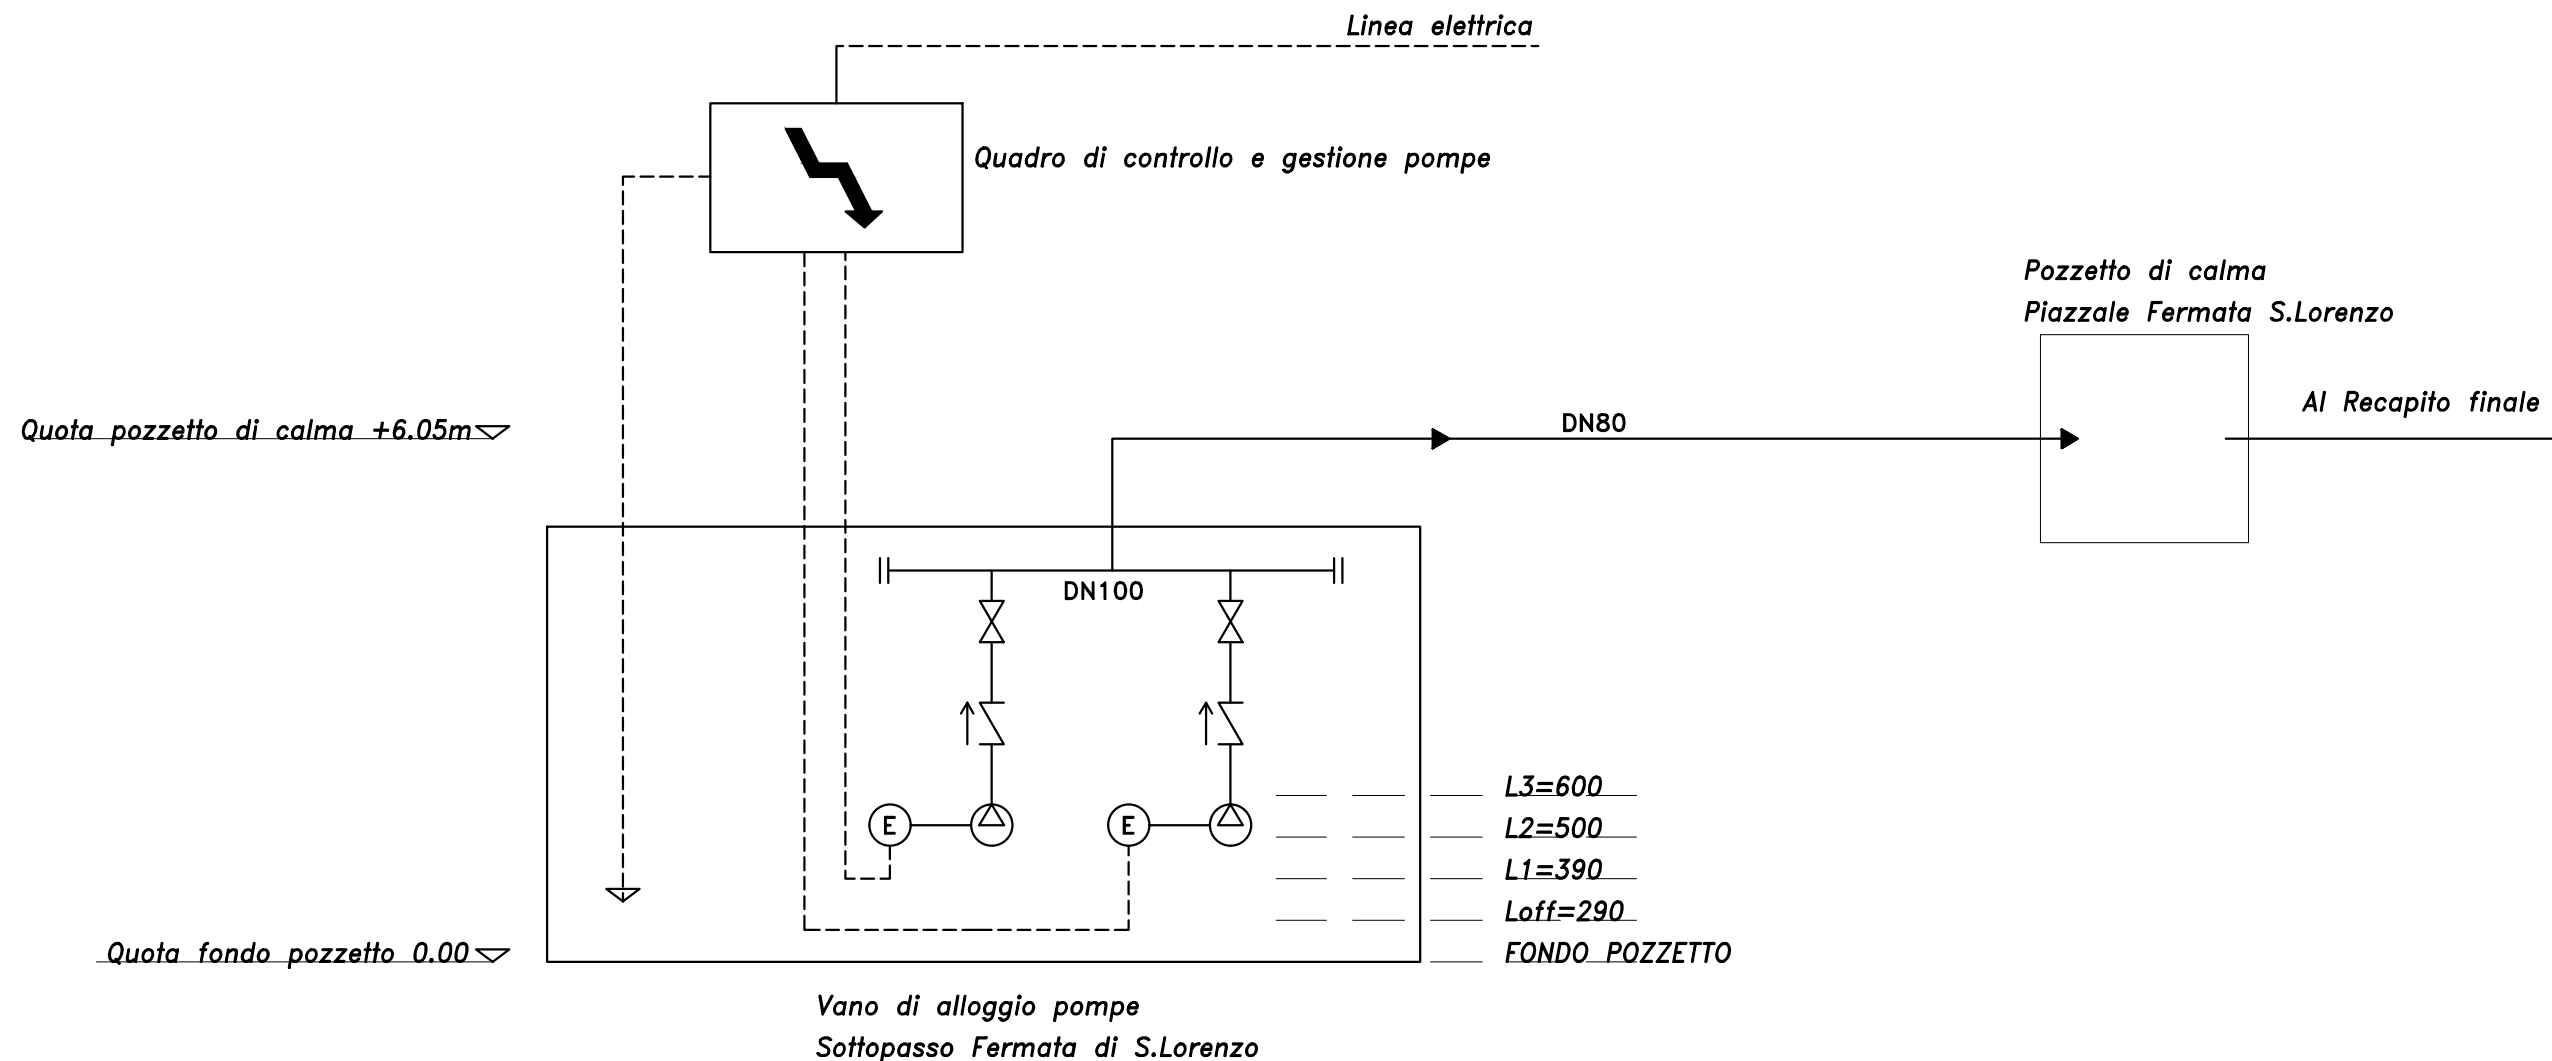 Linea elettrica
Quadro di controllo e gestione pompe
Pozzetto di calma
Piazzale Fermata S.Lorenzo
Al Recapito finale
DN80
Quota pozzetto di calma +6.05m
DN100
L3=600
L2=500
L1=390
Loff=290
E
E
Quota fondo pozzetto 0.00
FONDO POZZETTO
Vano di alloggio pompe
Sottopasso Fermata di S.Lorenzo